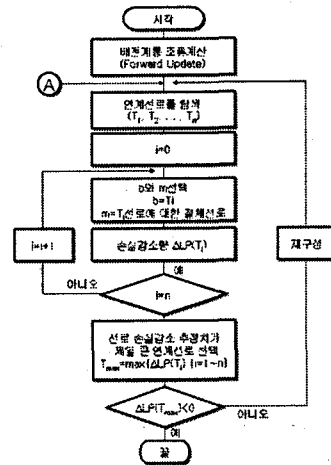 시작
배전계통 조류계산
(Forward Update)
A
연계선로를 탐색
(T₁, T₂ ... Tₙ)
i=0
b와 m선택
b=Ti
m=Tᵢ선로에 대한 결체선로
i=i+1
손실감소량 ΔLP(Tᵢ)
재구성
예
아니오
i=n
선로 손실감소 추정치가
제일 큰 연계선로 선택
Tₘₐₓ=max{ΔLP(Tᵢ) (i=1~n)
ΔLP(Tₘₐₓ)<0
아니오
예
끝